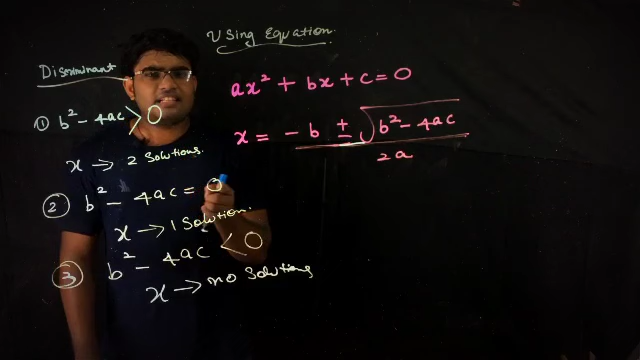 Using Equation.
Discriminant
ax² + bx + c = 0
① b² - 4ac > 0
x = -b ± √b² - 4ac
2a
x → 2 Solutions.
② b² - 4ac = 0
x → 1 Solution.
③ b² - 4ac < 0
x → no Solutions